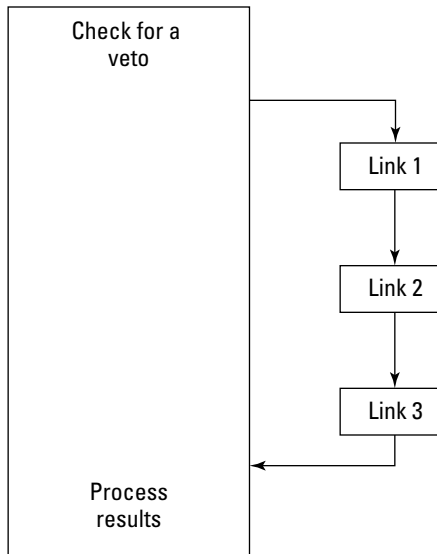 Check for a
veto
Link 1
Link 2
Link 3
Process
results